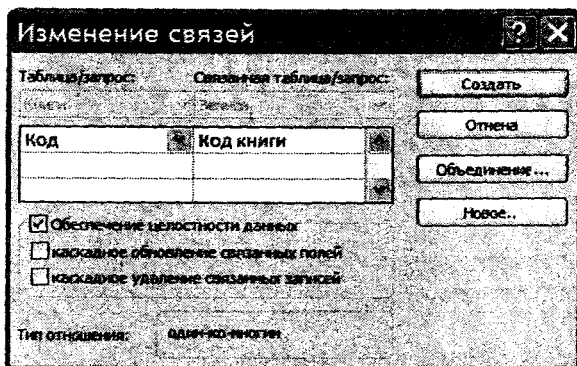 Изменение связей
Таблица/запрос: Связанная таблица/запрос:
Книги
Код Код книги
Обеспечение целостности данных
каскадное обновление связанных полей
каскадное удаление связанных записей
Тип отношения: один-ко-многим
Создать
Отмена
Объединение...
Новое..